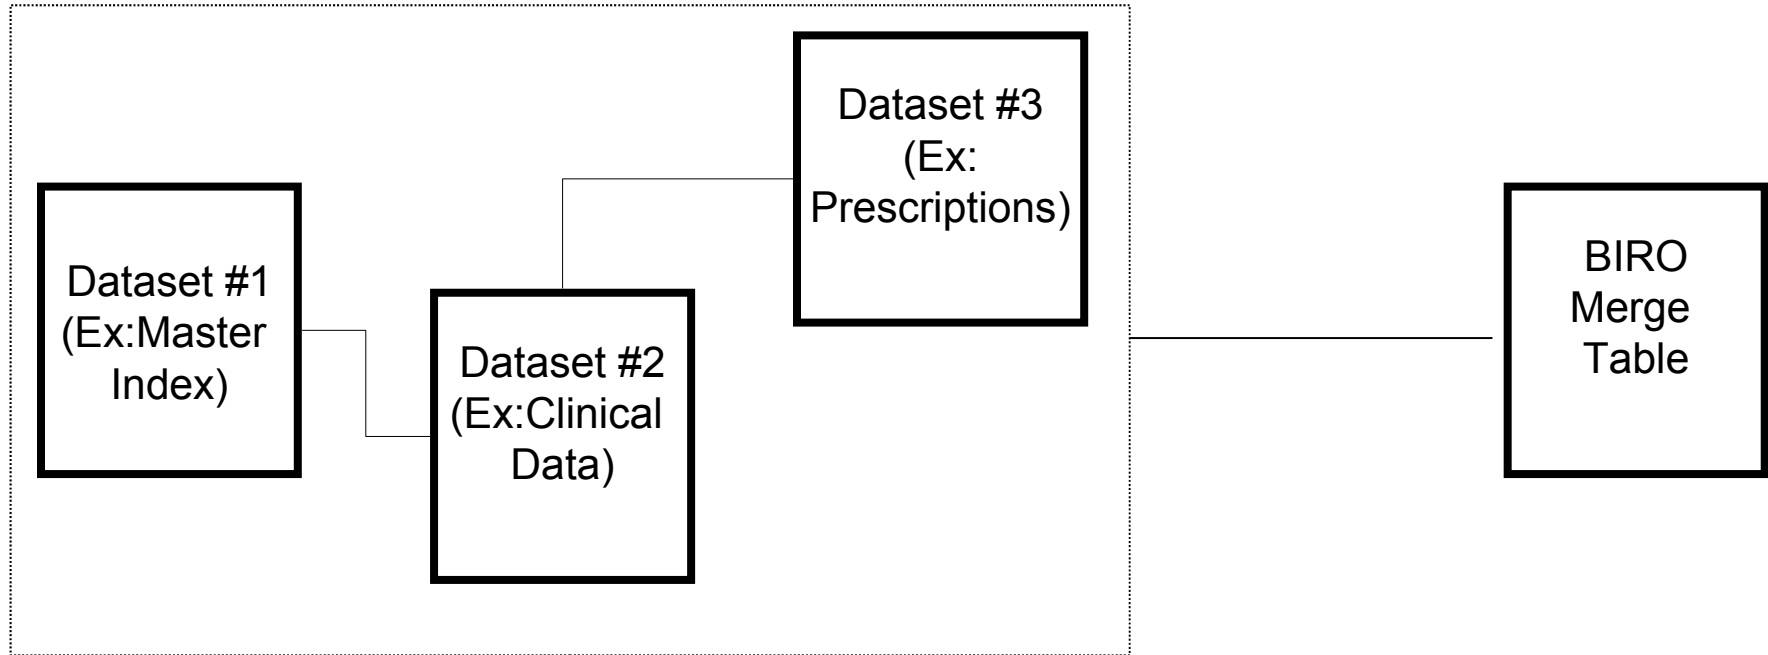 Dataset #1
(Ex:Master
Index)
Dataset #2
(Ex:Clinical
Data)
Dataset #3
(Ex:
Prescriptions)
BIRO
Merge
Table